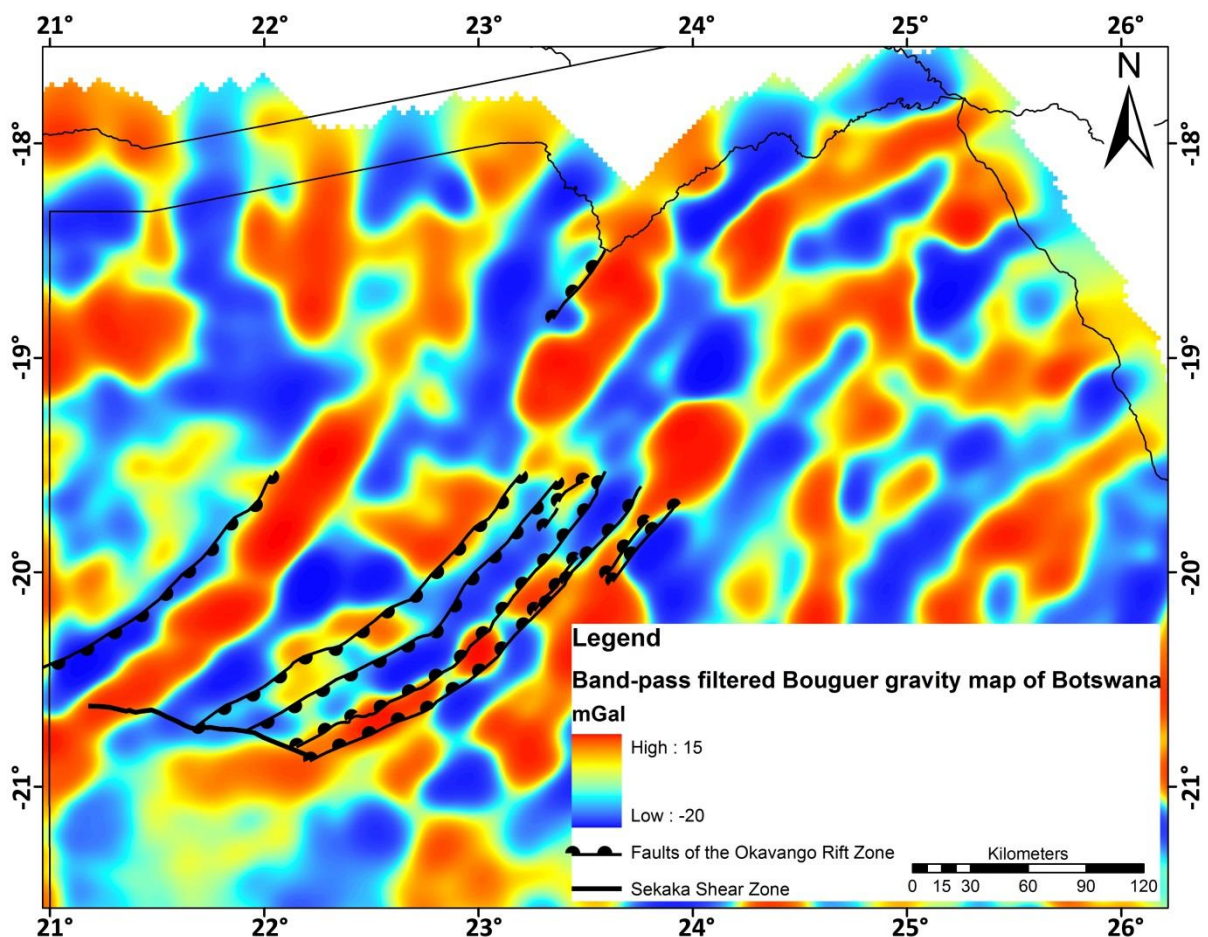 21° 22° 23° 24° 25° 26°
N
-18° -18°
-19° -19°
-20° -20°
Legend
Band-pass filtered Bouguer gravity map of Botswana
mGal
High : 15
Low : -20
-21° -21°
Faults of the Okavango Rift Zone
Kilometers
Sekaka Shear Zone
0 15 30 60 90 120
21° 22° 23° 24° 25° 26°